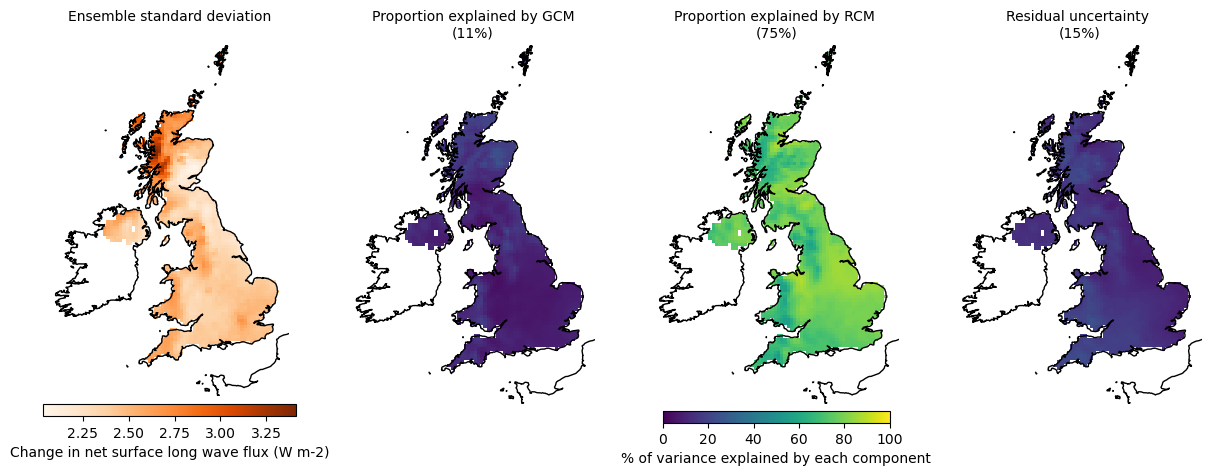 Ensemble standard deviation
Proportion explained by GCM
(11%)
Proportion explained by RCM
(75%)
Residual uncertainty
(15%)
2.25 2.50 2.75 3.00 3.25
Change in net surface long wave flux (W m-2)
0 20 40 60 80 100
% of variance explained by each component